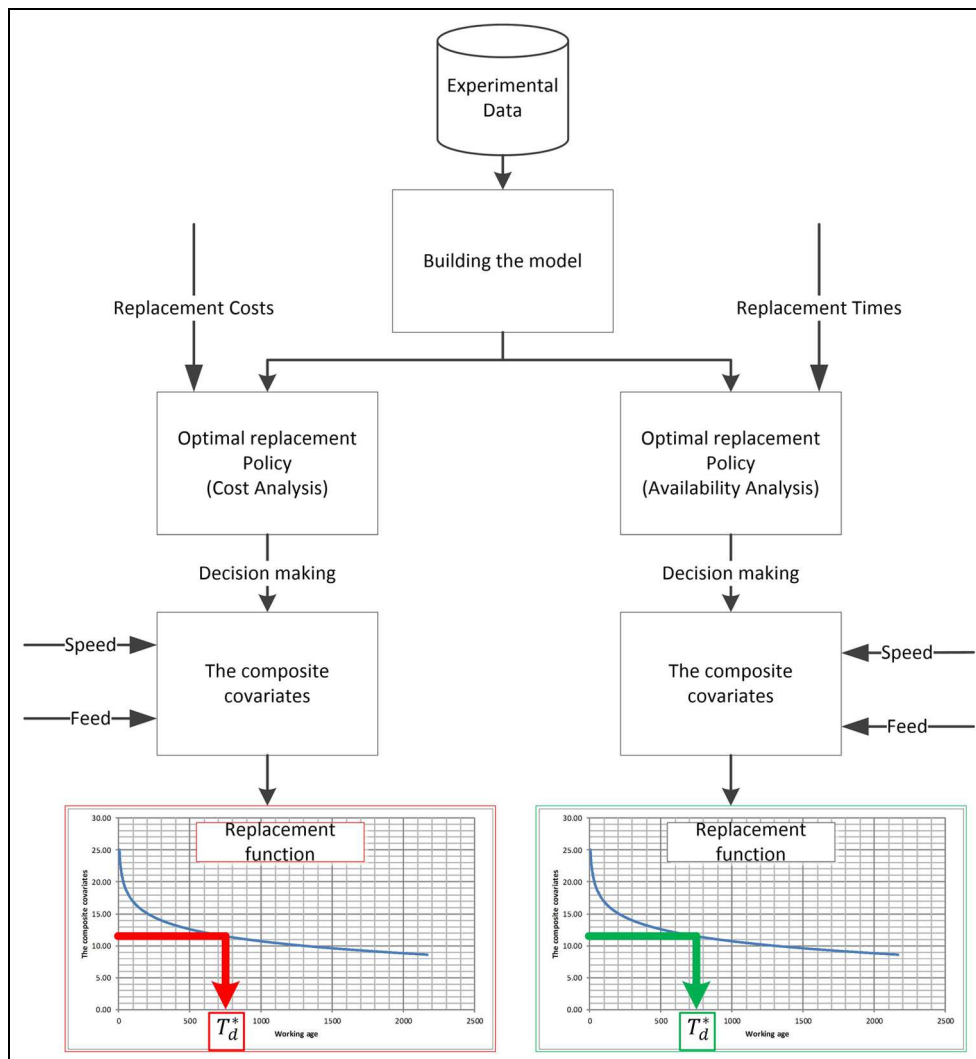 Experimental
Data
Building the model
Replacement Costs
Replacement Times
Optimal replacement
Policy
(Cost Analysis)
Optimal replacement
Policy
(Availability Analysis)
Decision making
Decision making
Speed
The composite
covariates
Feed
The composite
covariates
Speed
Feed
Replacement
function
The composite covariates
30.00
25.00
20.00
15.00
10.00
5.00
0.00
0
500
1000
1500
2000
2500
T_d^*
Working age
Replacement
function
The composite covariates
30.00
25.00
20.00
15.00
10.00
5.00
0.00
0
500
1000
1500
2000
2500
T_d^*
Working age